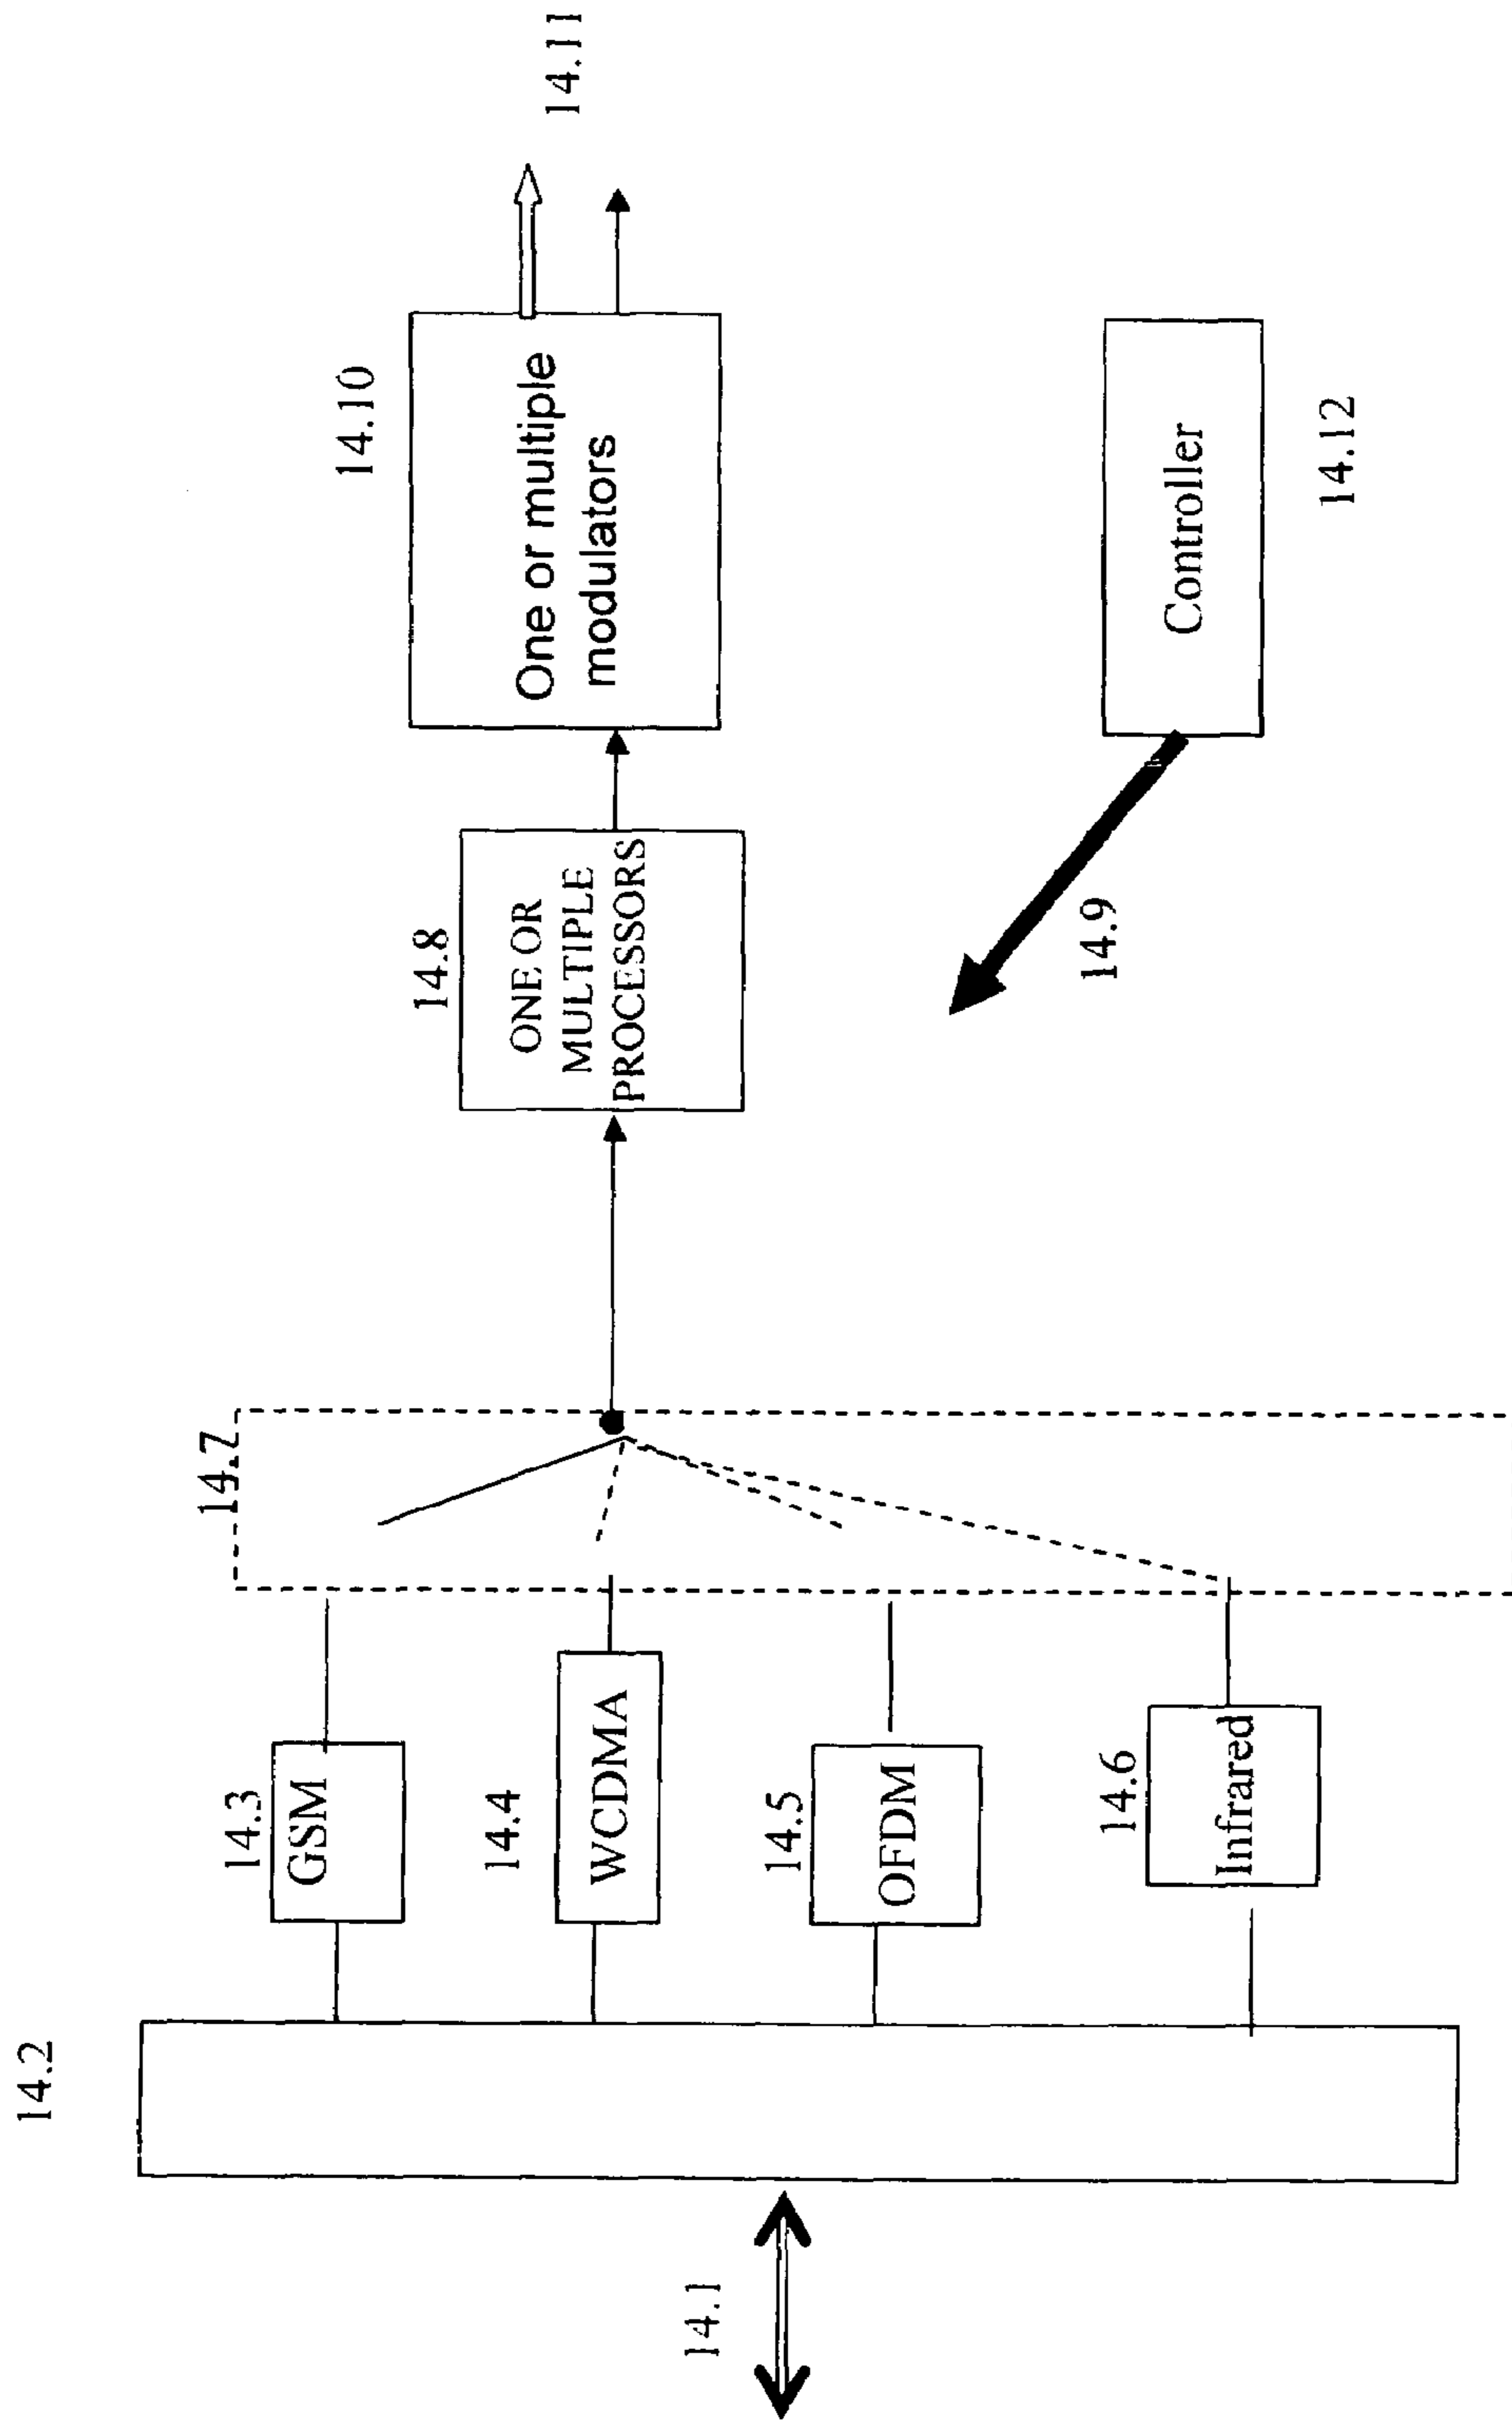 14.1
14.2
14.3
GSM
14.4
WCDMA
14.5
OFDM
14.6
Infrared
14.7
14.8
ONE OR
MULTIPLE
PROCESSORS
14.9
14.10
One or multiple
modulators
14.11
Controller
14.12